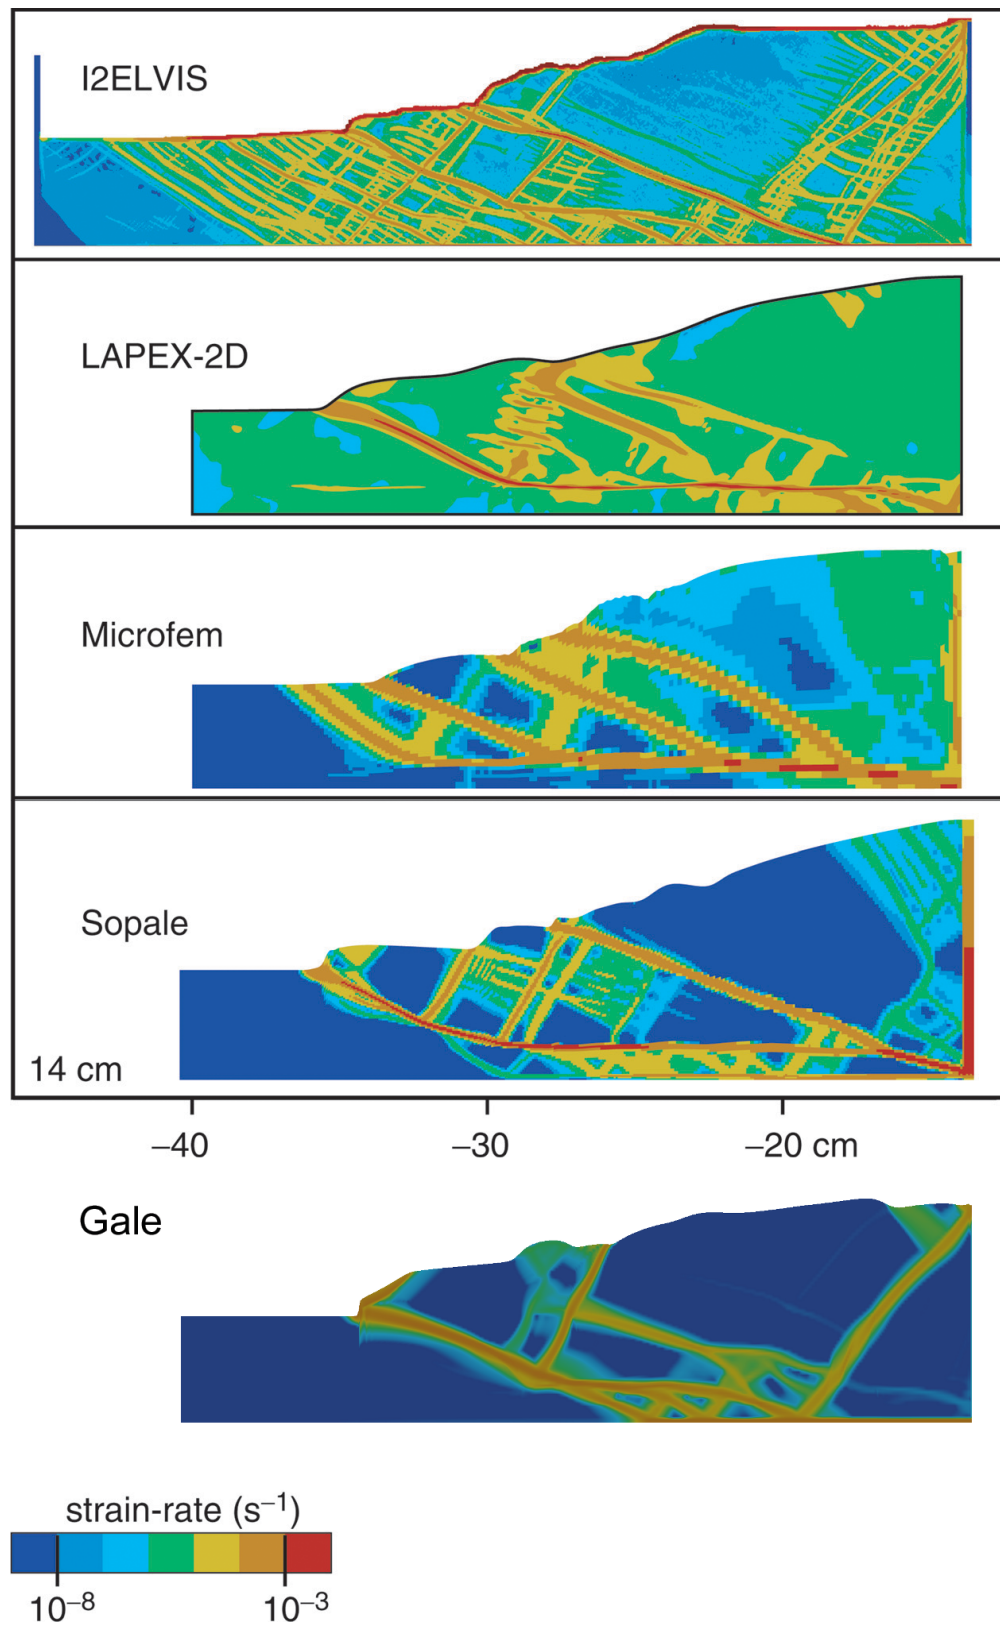 I2ELVIS
LAPEX-2D
Microfem
Sopale
14 cm
−40 −30 −20 cm
Gale
strain-rate (s⁻¹)
10⁻⁸ 10⁻³